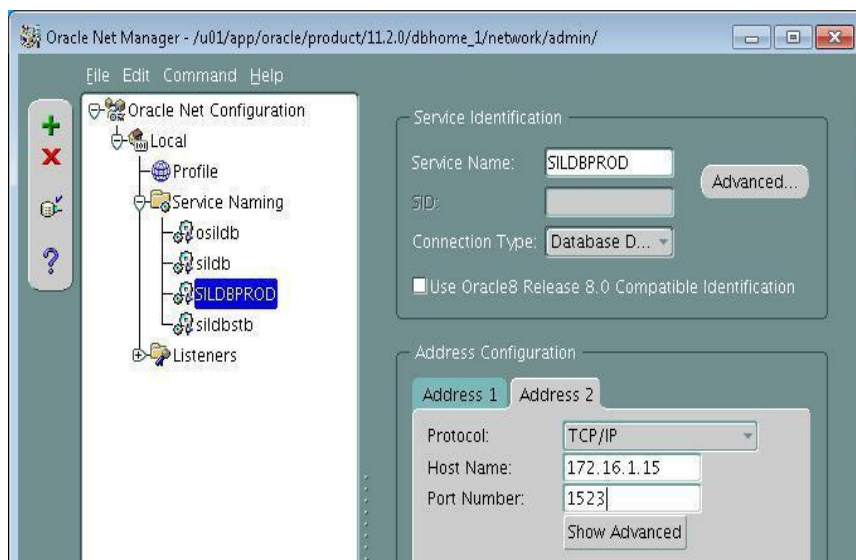 Oracle Net Manager - /u01/app/oracle/product/11.2.0/dbhome_1/network/admin/
File Edit Command Help
Oracle Net Configuration
Local
Profile
Service Naming
osildb
sildb
SILDBPROD
sildbstb
Listeners
Service Identification
Service Name: SILDBPROD
Advanced...
SID:
Connection Type: Database D...
Use Oracle8 Release 8.0 Compatible Identification
Address Configuration
Address 1 Address 2
Protocol: TCP/IP
Host Name: 172.16.1.15
Port Number: 1523
Show Advanced